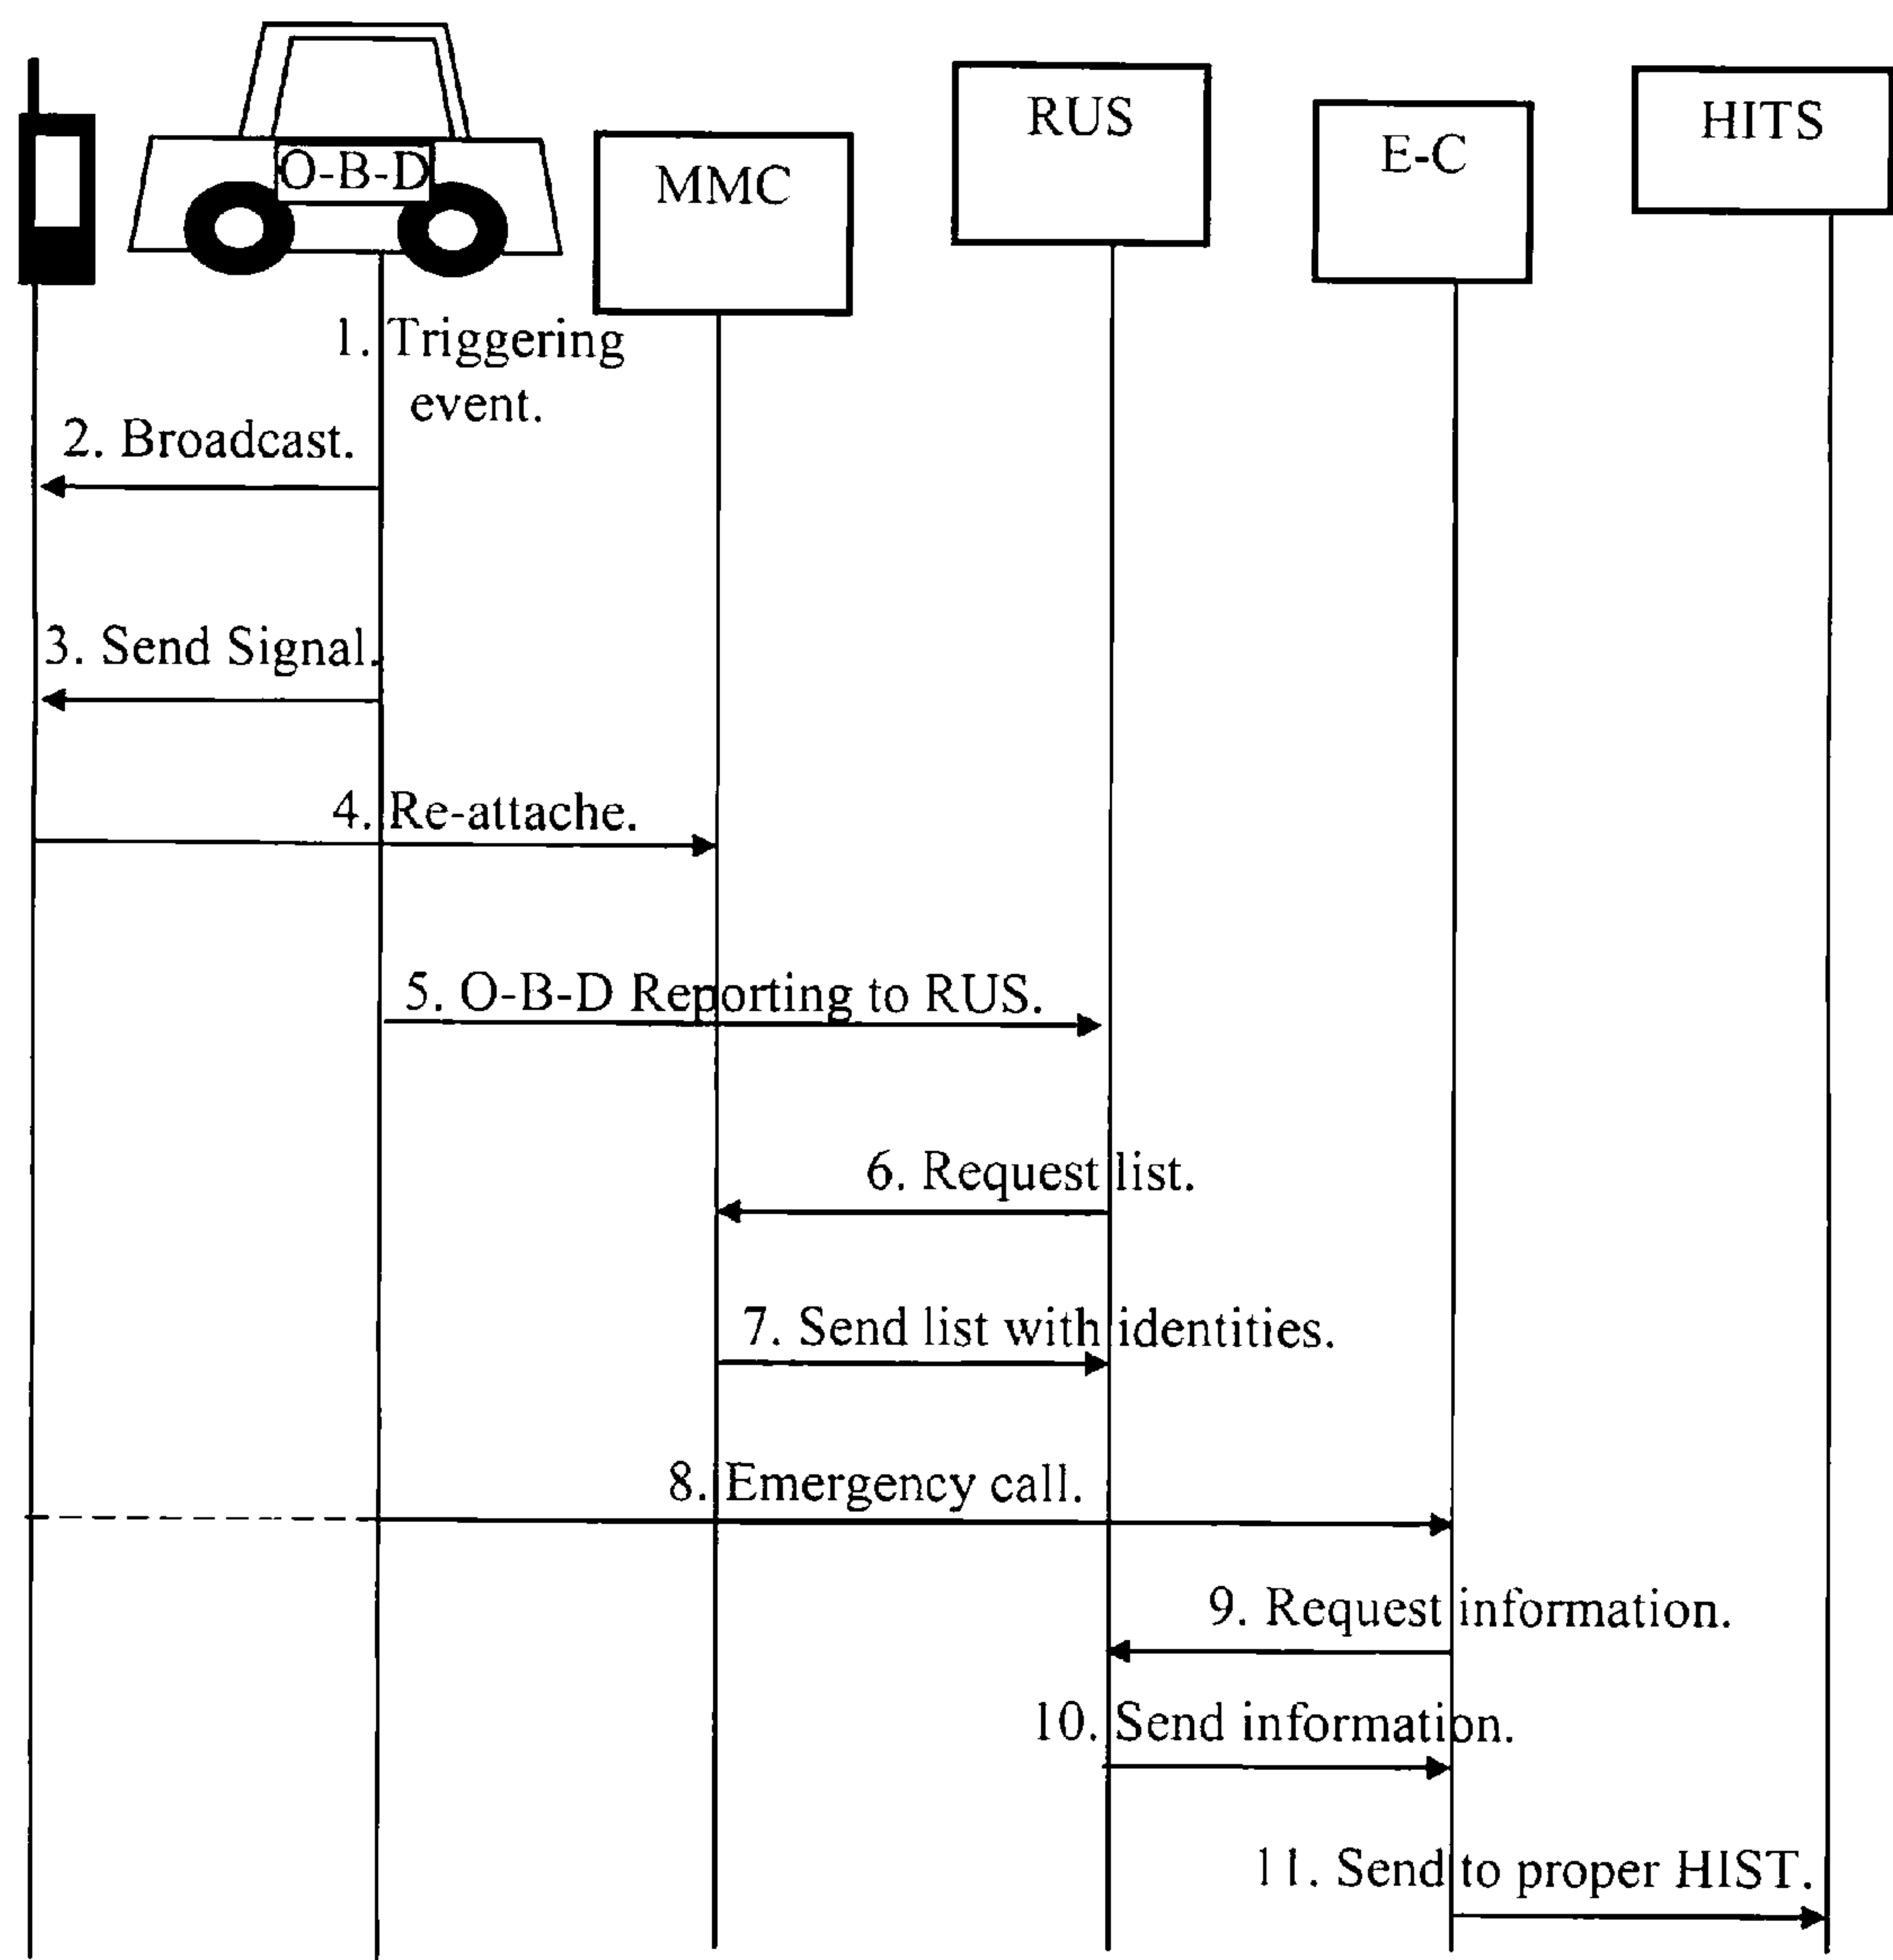 RUS
HITS
E-C
O-B-D
MMC
1. Triggering
event.
2. Broadcast.
3. Send Signal.
4. Re-attache.
5. O-B-D Reporting to RUS.
6. Request list.
7. Send list with identities.
8. Emergency call.
9. Request information.
10. Send information.
11. Send to proper HIST.